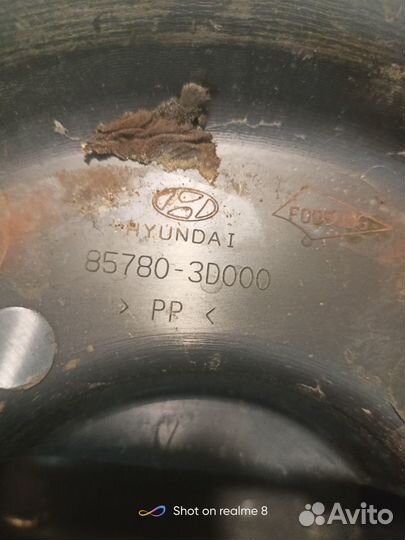 HYUNDAI
85780-3D000
> PP <
Shot on realme 8
Avito